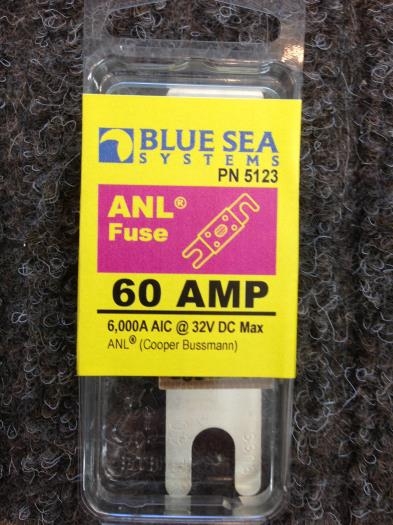 BLUE SEA
SYSTEMS
PN 5123
ANL®
Fuse
60 AMP
6,000A AIC @ 32V DC Max
ANL® (Cooper Bussmann)